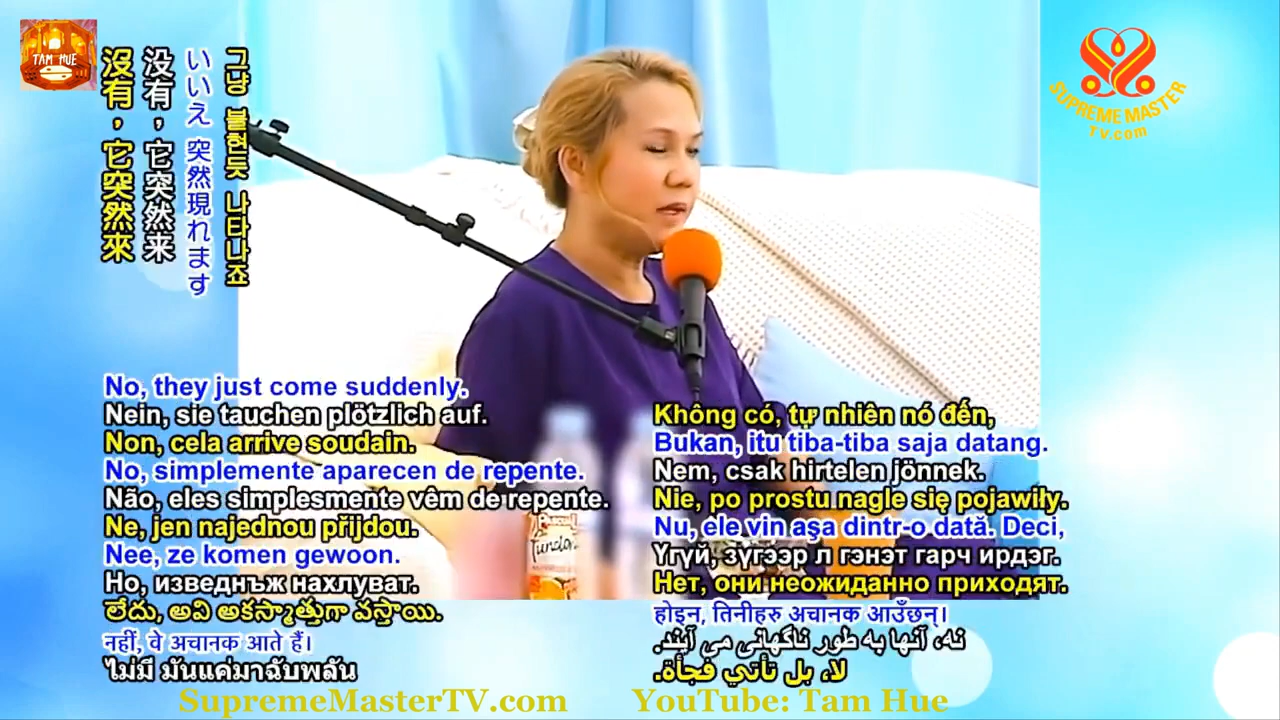 TAM HUE
沒有，它突然來
没有，它突然来
いいえ 突然現れます
그냥 불현듯 나타나죠
SUPREME MASTER
TV.com
No, they just come suddenly.
Nein, sie tauchen plötzlich auf.
Non, cela arrive soudain.
No, simplemente aparecen de repente.
Não, eles simplesmente vêm de repente.
Ne, jen najednou přijdou.
Nee, ze komen gewoon.
Но, изведнъж нахлуват.
లేదు, అవి అకస్మాత్తుగా వస్తాయి.
नहीं, वे अचानक आते हैं।
ไม่มี มันแค่มาฉับพลัน
Không có, tự nhiên nó đến,
Bukan, itu tiba-tiba saja datang.
Nem, csak hirtelen jönnek.
Nie, po prostu nagle się pojawiły.
Nu, ele vin aşa dintr-o dată. Deci,
Үгүй, зүгээр л гэнэт гарч ирдэг.
Нет, они неожиданно приходят.
होइन, तिनीहरु अचानक आउँछन्।
نه، آنها به طور ناگهانی می آیند.
لا، بل تأتي فجأة.
SupremeMasterTV.com
YouTube: Tam Hue